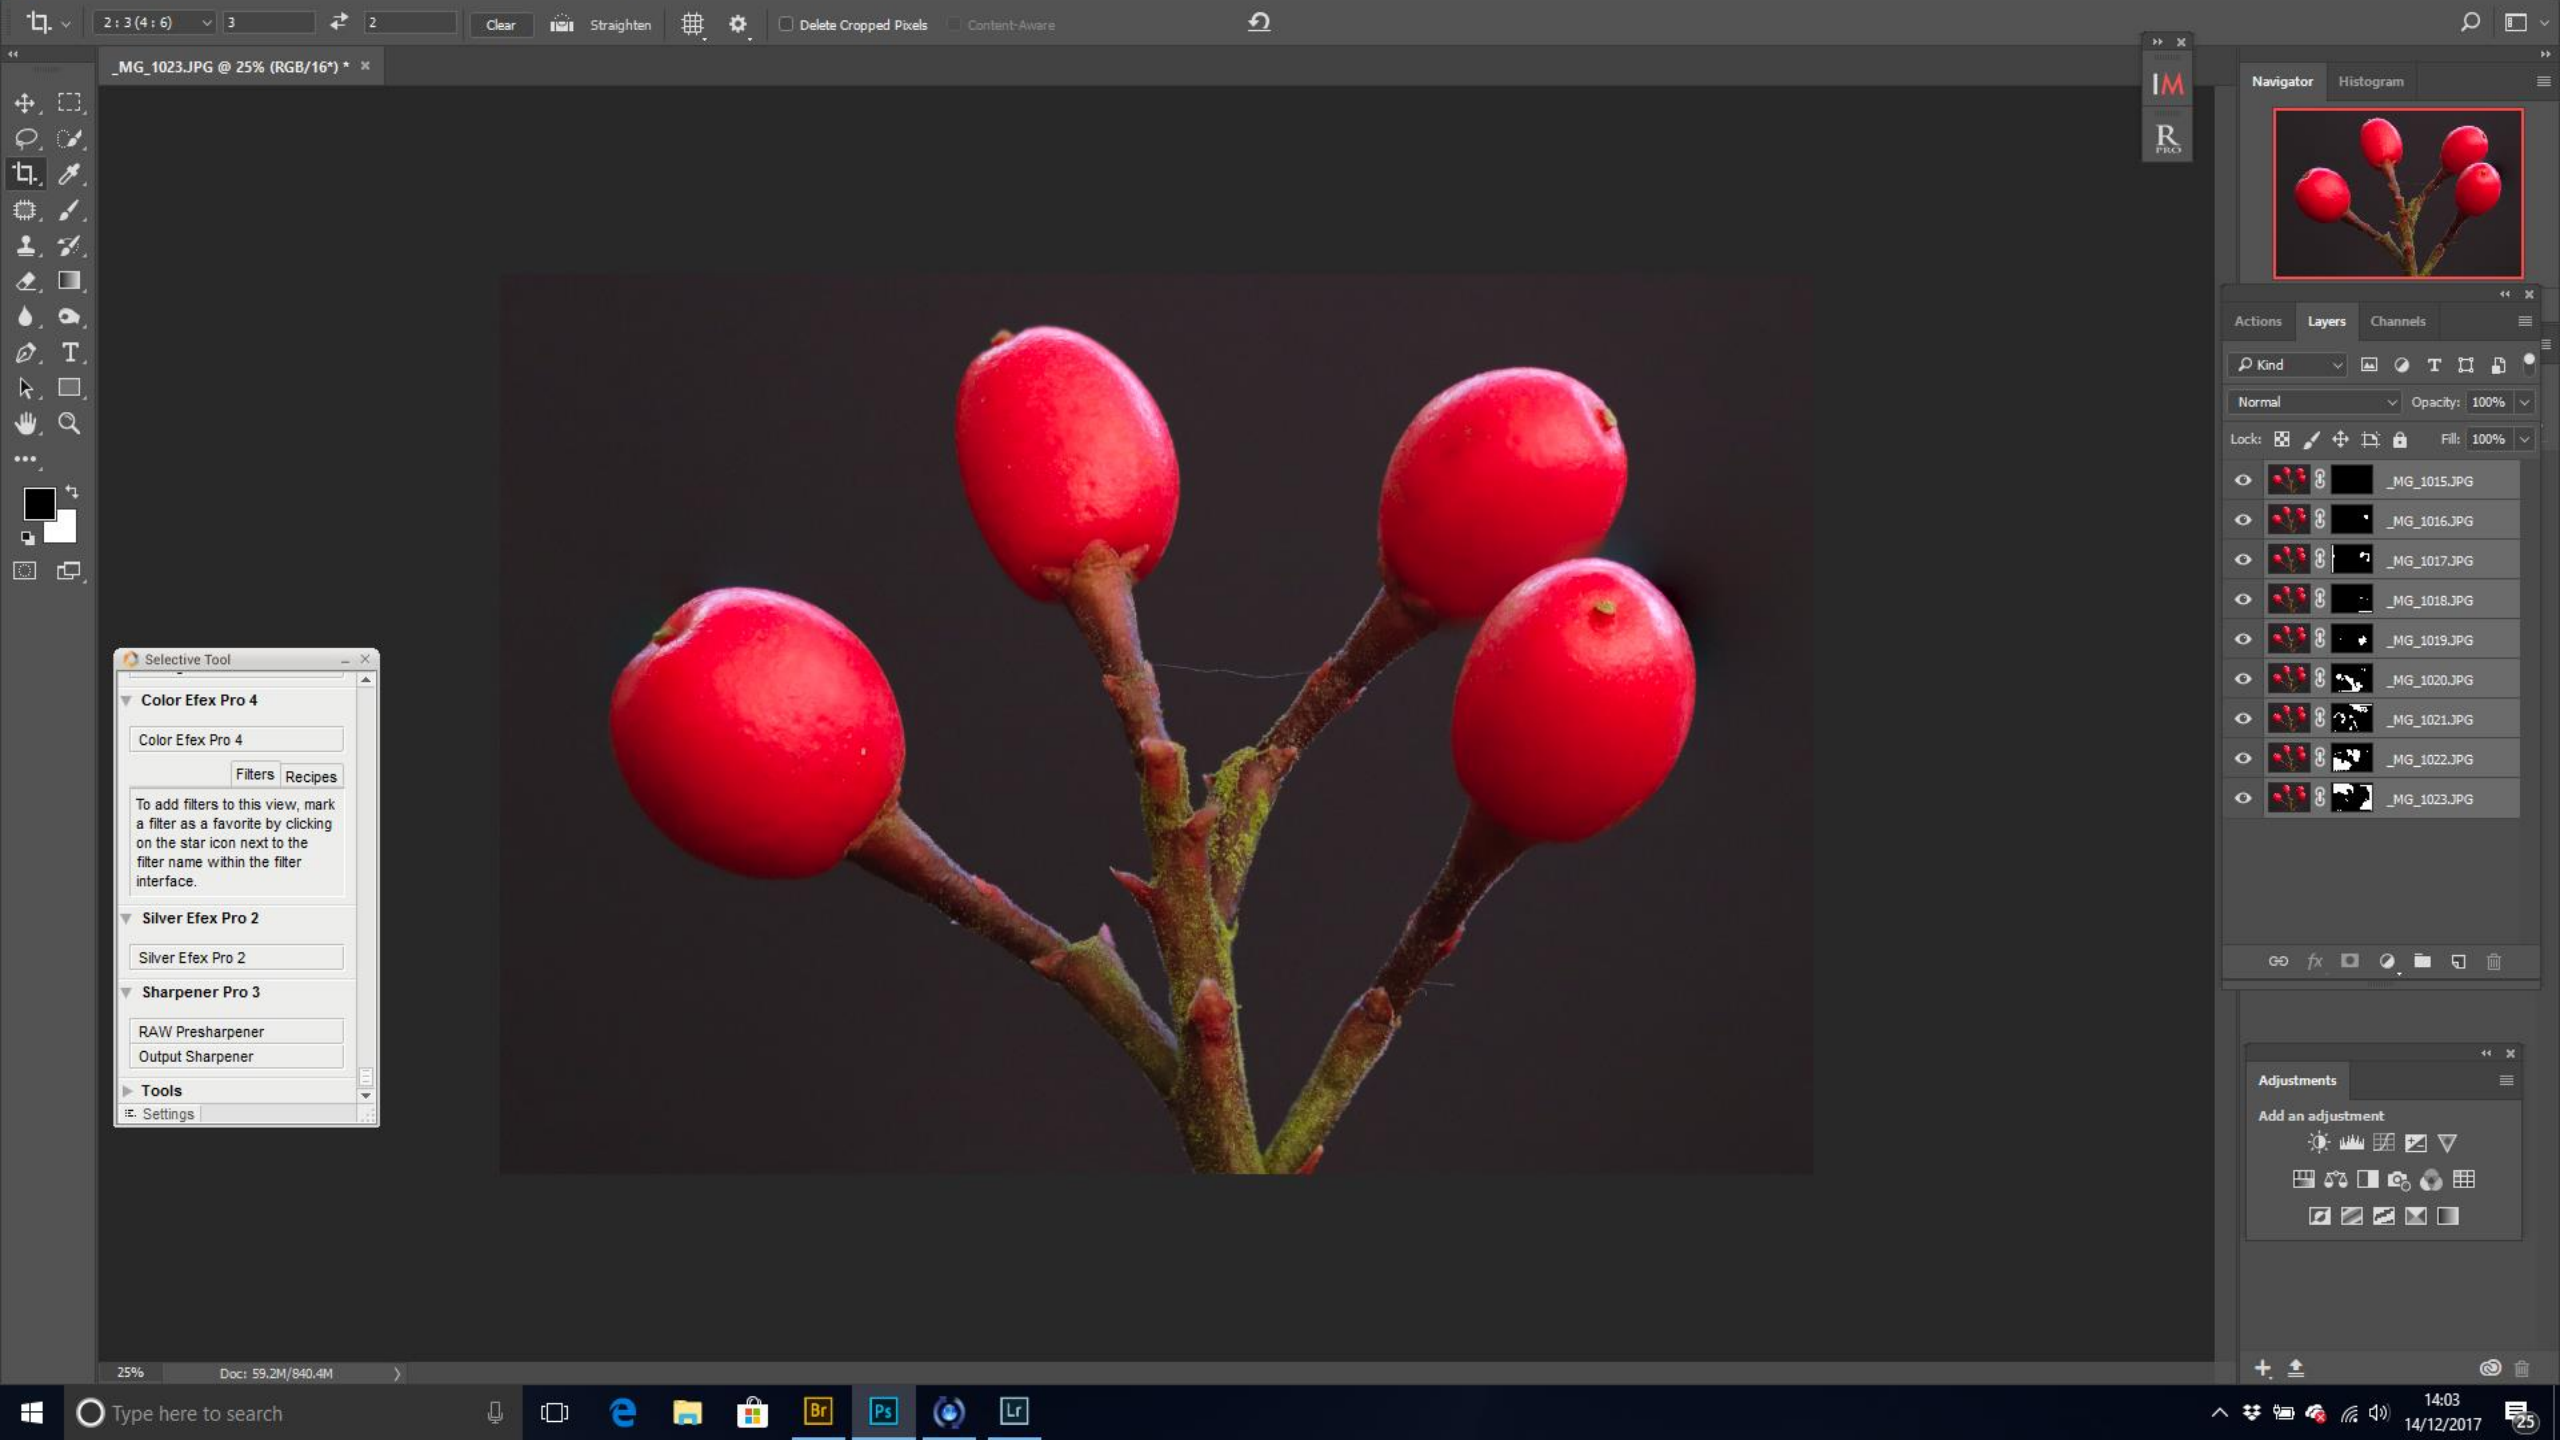 2 : 3 (4 : 6) 3 2 Clear Straighten Delete Cropped Pixels Content-Aware
_MG_1023.JPG @ 25% (RGB/16*) *
IM
R
PRO
Navigator Histogram
Actions Layers Channels
Kind
Normal Opacity: 100%
Lock: Fill: 100%
_MG_1015.JPG
_MG_1016.JPG
_MG_1017.JPG
_MG_1018.JPG
_MG_1019.JPG
_MG_1020.JPG
_MG_1021.JPG
_MG_1022.JPG
_MG_1023.JPG
Selective Tool
Color Efex Pro 4
Color Efex Pro 4
Filters Recipes
To add filters to this view, mark
a filter as a favorite by clicking
on the star icon next to the
filter name within the filter
interface.
Silver Efex Pro 2
Silver Efex Pro 2
Sharpener Pro 3
RAW Presharpener
Output Sharpener
Tools
Settings
Adjustments
Add an adjustment
25% Doc: 59.2M/840.4M
Type here to search
Br Ps Lr
14:03
14/12/2017
25